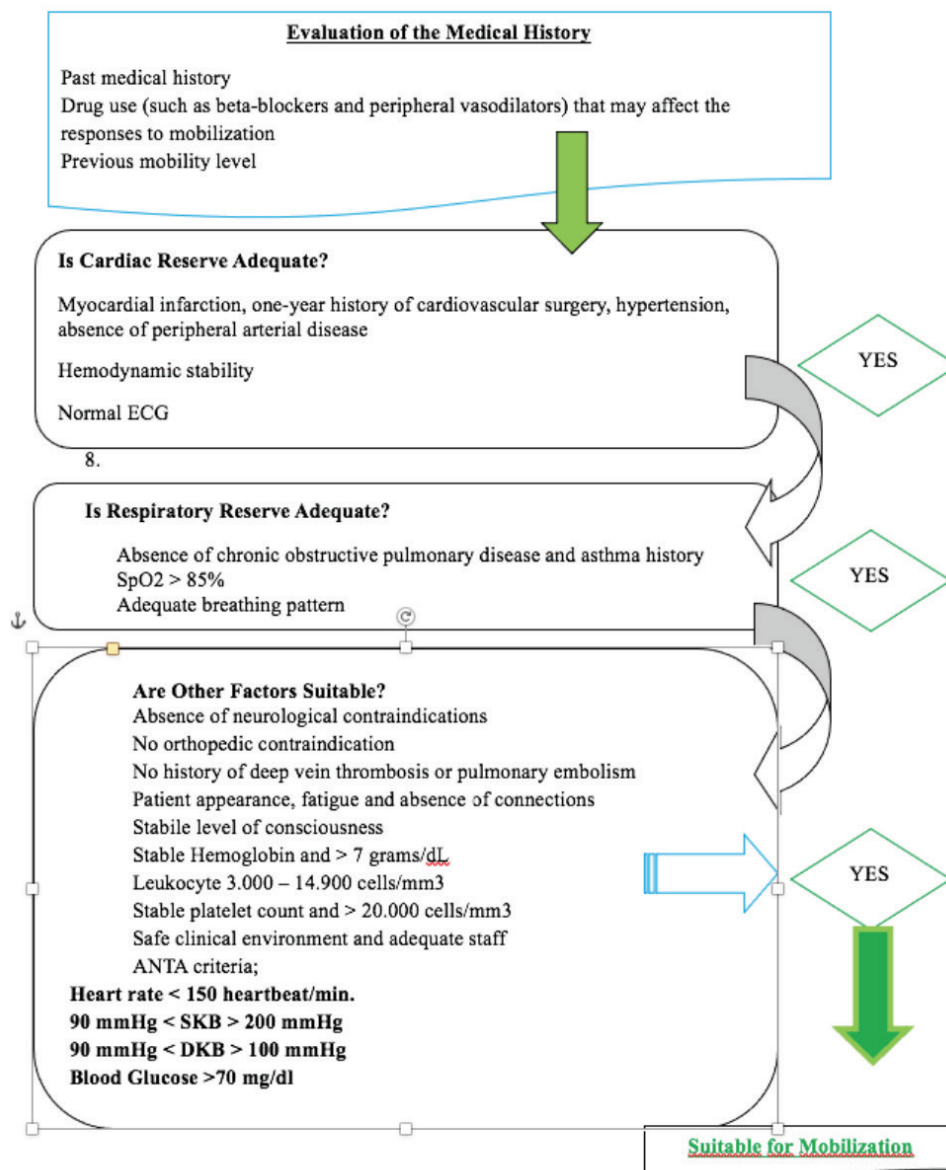 Evaluation of the Medical History
Past medical history
Drug use (such as beta-blockers and peripheral vasodilators) that may affect the
responses to mobilization
Previous mobility level
Is Cardiac Reserve Adequate?
Myocardial infarction, one-year history of cardiovascular surgery, hypertension,
absence of peripheral arterial disease
Hemodynamic stability
Normal ECG
YES
8.
Is Respiratory Reserve Adequate?
Absence of chronic obstructive pulmonary disease and asthma history
SpO2 > 85%
Adequate breathing pattern
YES
Are Other Factors Suitable?
Absence of neurological contraindications
No orthopedic contraindication
No history of deep vein thrombosis or pulmonary embolism
Patient appearance, fatigue and absence of connections
Stabile level of consciousness
Stable Hemoglobin and > 7 grams/dL
Leukocyte 3.000 – 14.900 cells/mm3
Stable platelet count and > 20.000 cells/mm3
Safe clinical environment and adequate staff
ANTA criteria;
Heart rate < 150 heartbeat/min.
90 mmHg < SKB > 200 mmHg
90 mmHg < DKB > 100 mmHg
Blood Glucose >70 mg/dl
YES
Suitable for Mobilization